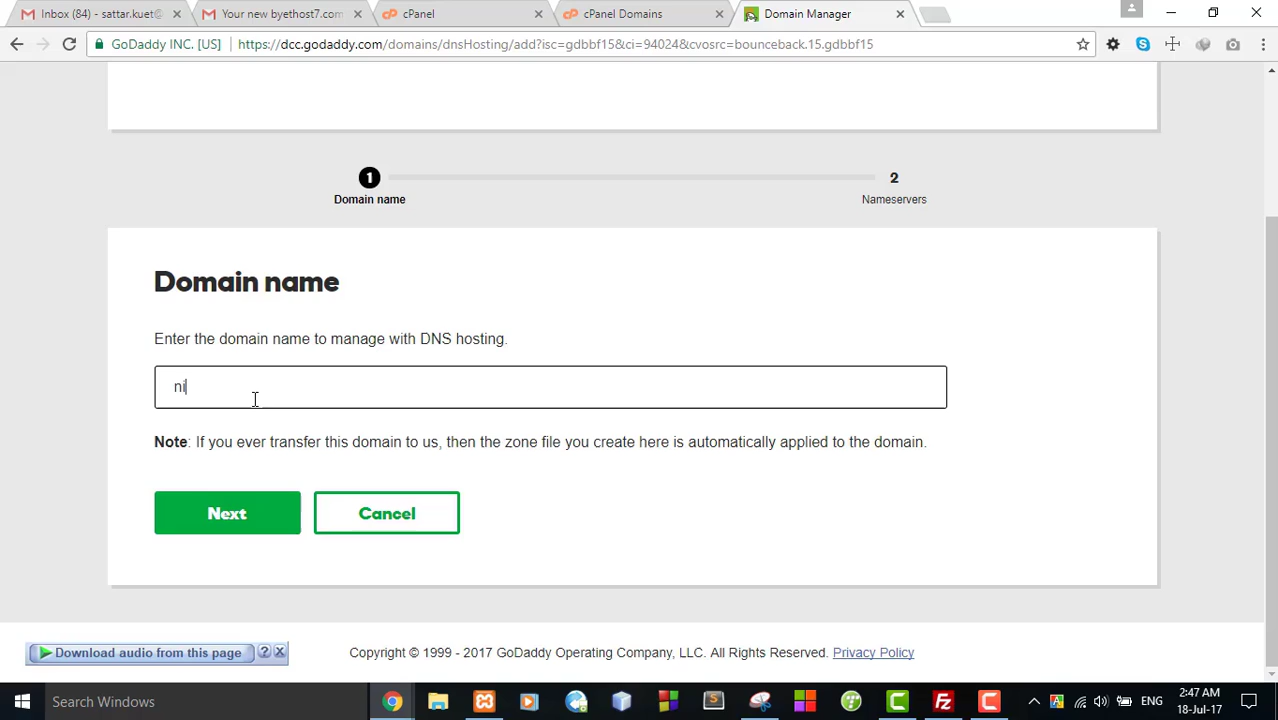 Inbox (84) - sattar.kuet@
Your new byethost7.com
cPanel
cPanel Domains
Domain Manager
GoDaddy INC. [US]
https://dcc.godaddy.com/domains/dnsHosting/add?isc=gdbbf15&ci=94024&cvosrc=bounceback.15.gdbbf15
1
2
Domain name
Nameservers
Domain name
Enter the domain name to manage with DNS hosting.
ni
Note: If you ever transfer this domain to us, then the zone file you create here is automatically applied to the domain.
Next
Cancel
Download audio from this page
?
Copyright © 1999 - 2017 GoDaddy Operating Company, LLC. All Rights Reserved. Privacy Policy
Search Windows
ENG
2:47 AM
18-Jul-17